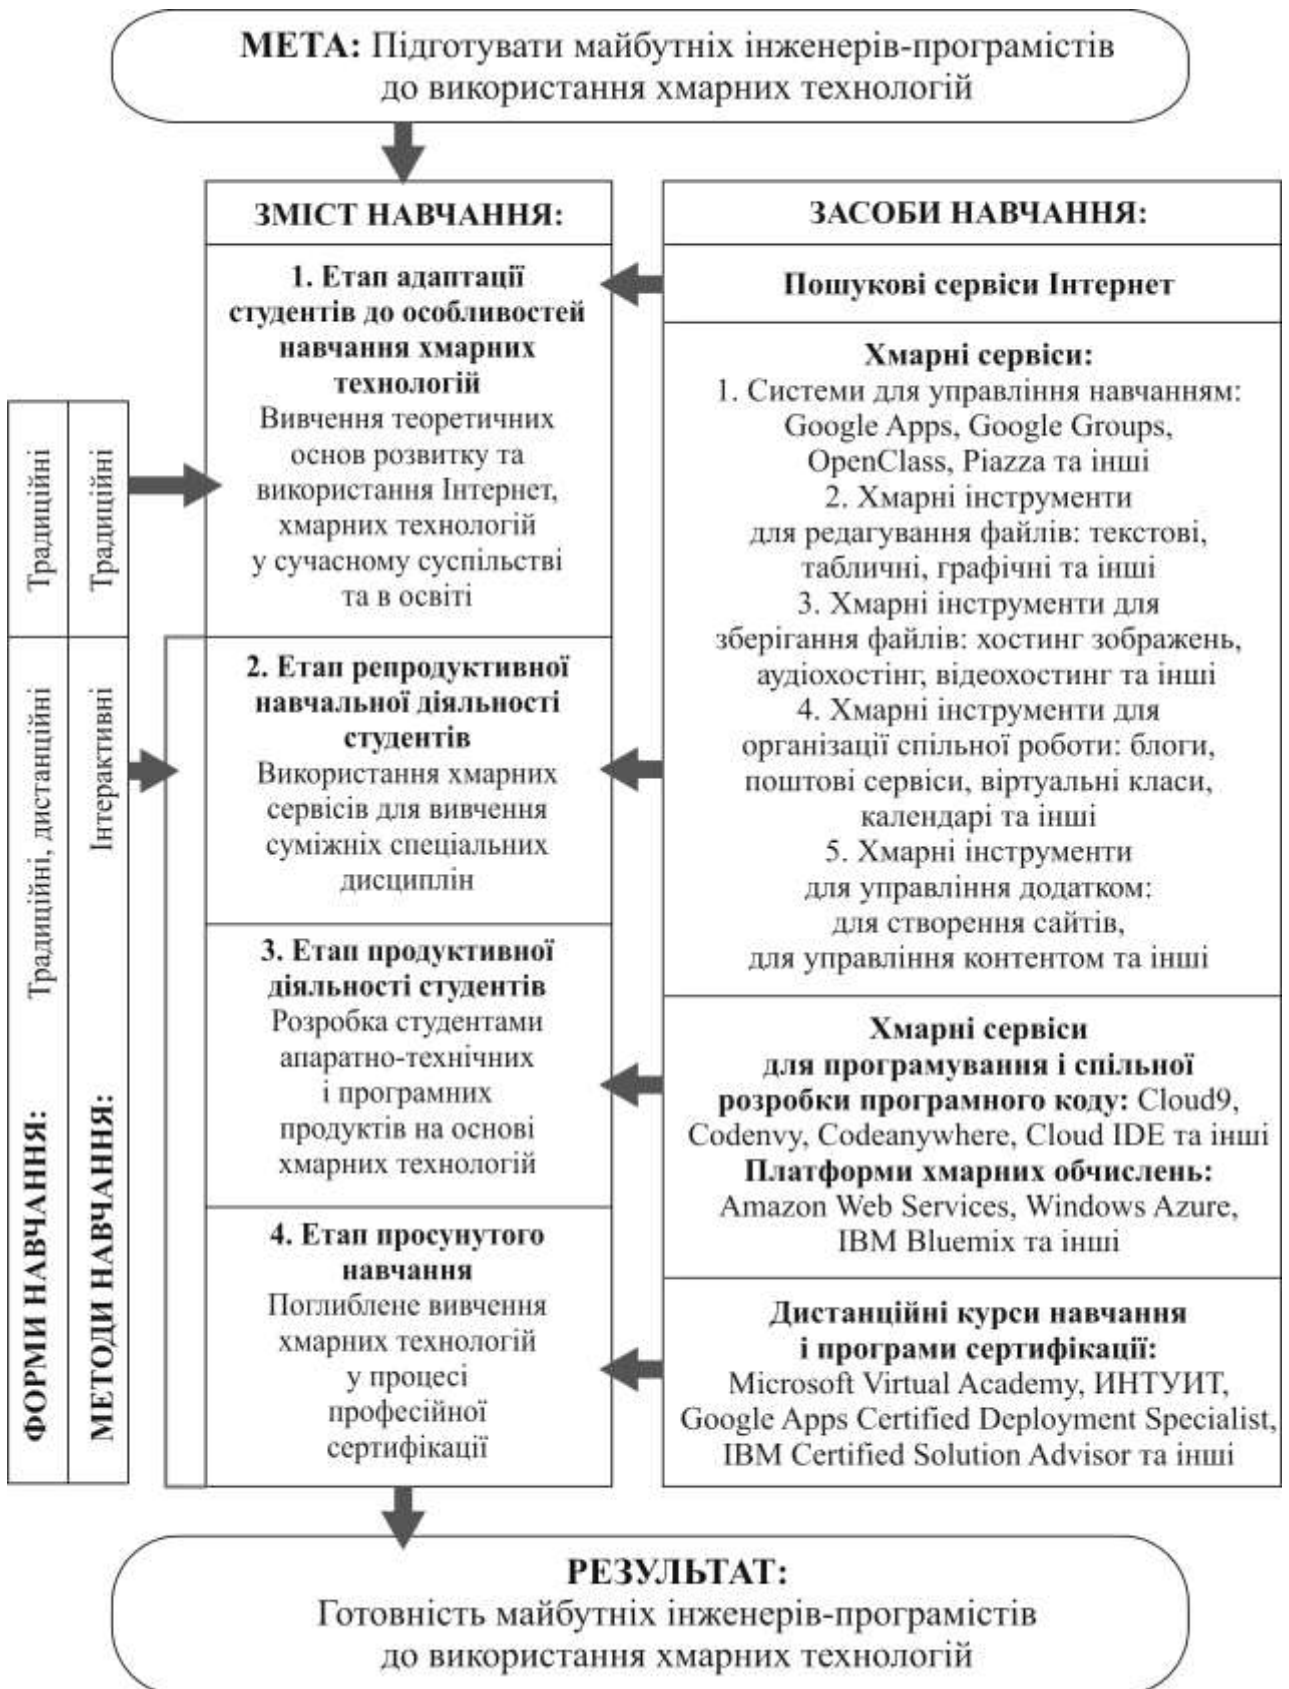 МЕТА: Підготувати майбутніх інженерів-програмістів
до використання хмарних технологій
ЗМІСТ НАВЧАННЯ:
1. Етап адаптації
студентів до особливостей
навчання хмарних
технологій
Вивчення теоретичних
основ розвитку та
використання Інтернет,
хмарних технологій
у сучасному суспільстві
та в освіті
2. Етап репродуктивної
навчальної діяльності
студентів
Використання хмарних
сервісів для вивчення
суміжніх спеціальних
дисциплін
3. Етап продуктивної
діяльності студентів
Розробка студентами
апаратно-технічних
і програмних
продуктів на основі
хмарних технологій
4. Етап просунутого
навчання
Поглиблене вивчення
хмарних технологій
у процесі
професійної
сертифікації
ЗАСОБИ НАВЧАННЯ:
Пошукові сервіси Інтернет
Хмарні сервіси:
1. Системи для управління навчанням:
Google Apps, Google Groups,
OpenClass, Piazza та інші
2. Хмарні інструменти
для редагування файлів: текстові,
табличні, графічні та інші
3. Хмарні інструменти для
зберігання файлів: хостинг зображень,
аудіохостінг, відеохостинг та інші
4. Хмарні інструменти для
організації спільної роботи: блоги,
поштові сервіси, віртуальні класи,
календарі та інші
5. Хмарні інструменти
для управління додатком:
для створення сайтів,
для управління контентом та інші
Хмарні сервіси
для програмування і спільної
розробки програмного коду: Cloud9,
Codenvy, Codeanywhere, Cloud IDE та інші
Платформи хмарних обчислень:
Amazon Web Services, Windows Azure,
IBM Bluemix та інші
Дистанційні курси навчання
і програми сертифікації:
Microsoft Virtual Academy, ИНТУИТ,
Google Apps Certified Deployment Specialist,
IBM Certified Solution Advisor та інші
ФОРМИ НАВЧАННЯ: Традиційні, дистанційні Традиційні
МЕТОДИ НАВЧАННЯ: Інтерактивні Традиційні
РЕЗУЛЬТАТ:
Готовність майбутніх інженерів-програмістів
до використання хмарних технологій